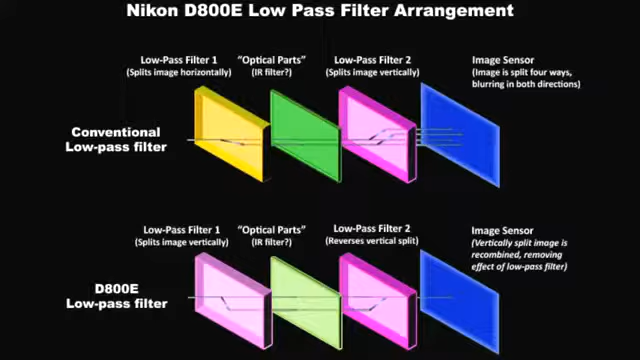 Nikon D800E Low Pass Filter Arrangement
Low-Pass Filter 1
(Splits image horizontally)
"Optical Parts"
(IR filter?)
Low-Pass Filter 2
(Splits image vertically)
Image Sensor
(Image is split four ways,
blurring in both directions)
Conventional
Low-pass filter
Low-Pass Filter 1
(Splits image vertically)
"Optical Parts"
(IR filter?)
Low-Pass Filter 2
(Reverses vertical split)
Image Sensor
(Vertically split image is
recombined, removing
effect of low-pass filter)
D800E
Low-pass filter